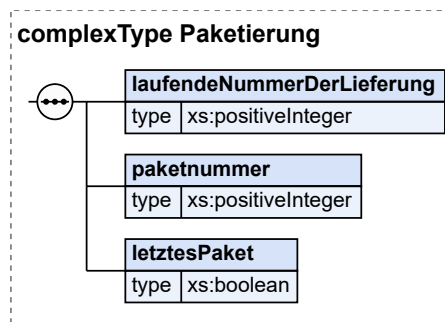 complexType Paketierung
laufendeNummerDerLieferung
type xs:positiveInteger
paketnummer
type xs:positiveInteger
letztesPaket
type xs:boolean